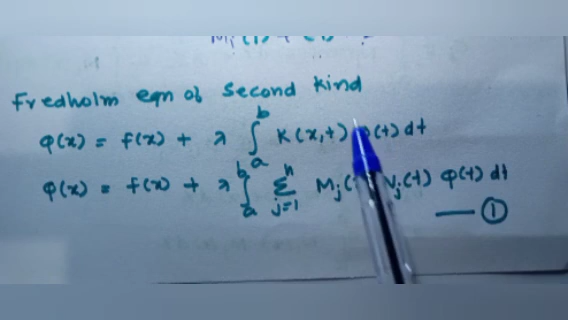 Fredholm eqn of Second kind
φ(x) = f(x) + λ ∫ₐᵇ K(x,t) φ(t) dt
φ(x) = f(x) + λ ∫ₐᵇ Σⱼ₌₁ⁿ Mⱼ( Nⱼ(t) φ(t) dt
— ①